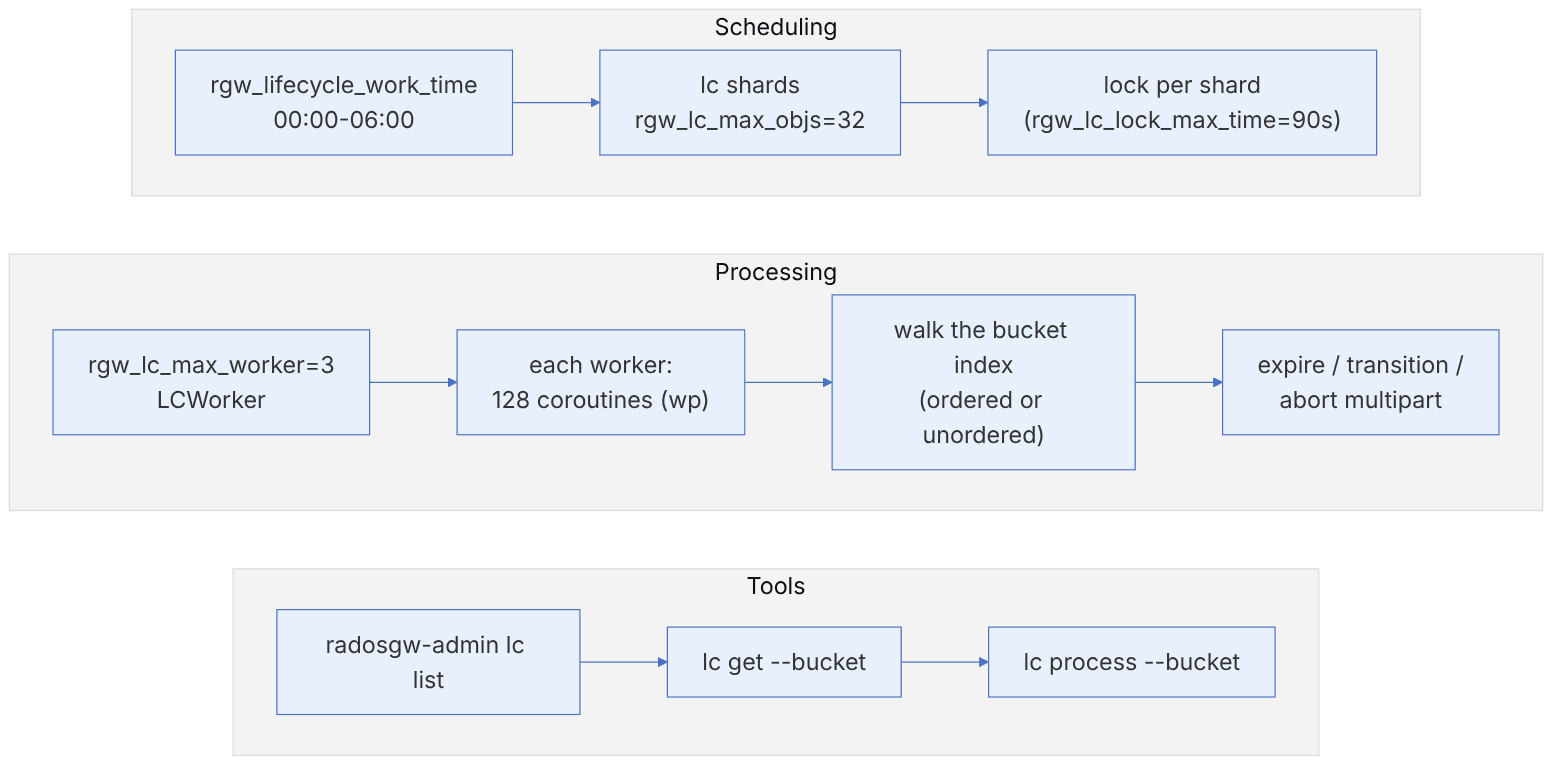 Scheduling
rgw_lifecycle_work_time
00:00-06:00
lc shards
rgw_lc_max_objs=32
lock per shard
(rgw_lc_lock_max_time=90s)
Processing
rgw_lc_max_worker=3
LCWorker
each worker:
128 coroutines (wp)
walk the bucket
index
(ordered or
unordered)
expire / transition /
abort multipart
Tools
radosgw-admin lc
list
lc get --bucket
lc process --bucket